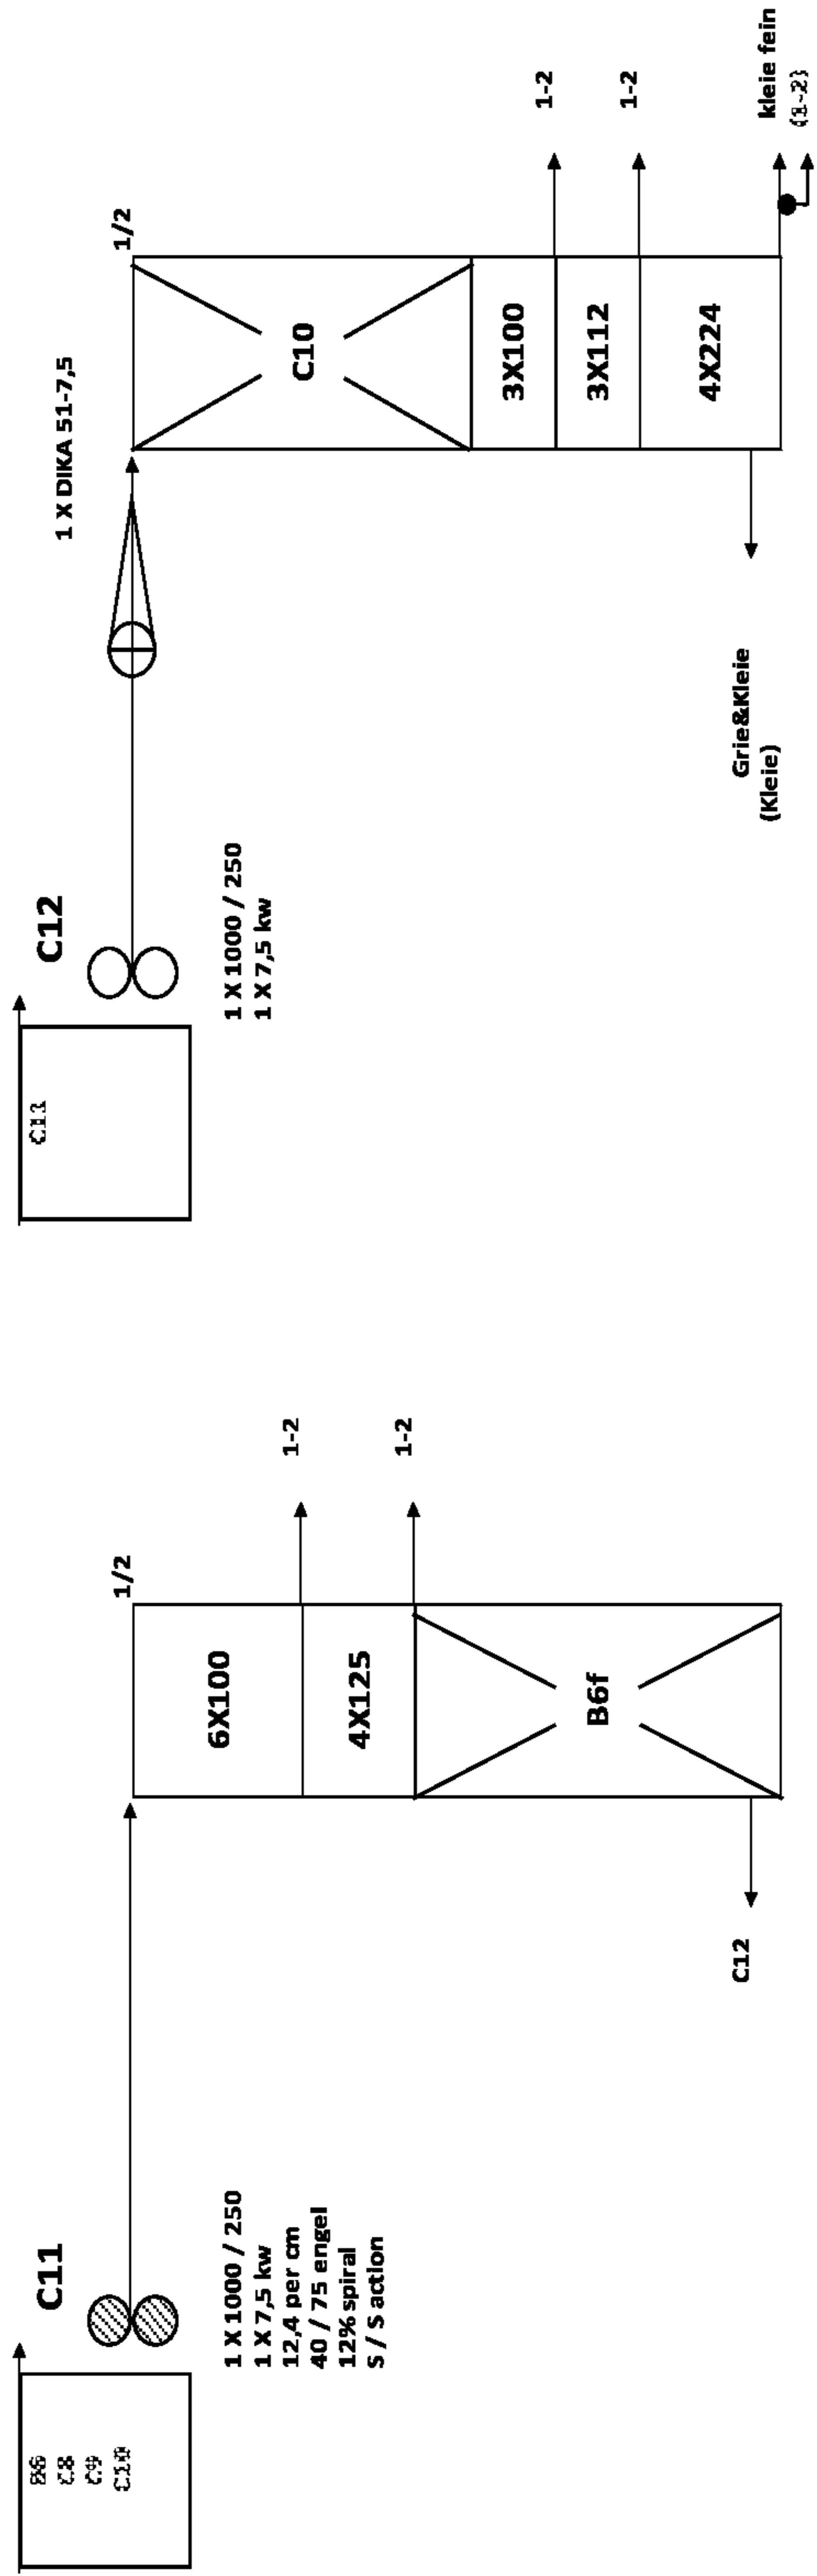 B6
C8
C9
C10
C11
1 X 1000 / 250
1 X 7,5 kw
12,4 per cm
40 / 75 engel
12% spiral
S / S action
1/2
6X100
1-2
4X125
1-2
B6f
C12
C11
C12
1 X 1000 / 250
1 X 7,5 kw
1 X DIKA 51-7,5
1/2
C10
3X100
1-2
3X112
1-2
4X224
kleie fein
(1-2)
Grie&Kleie
(Kleie)